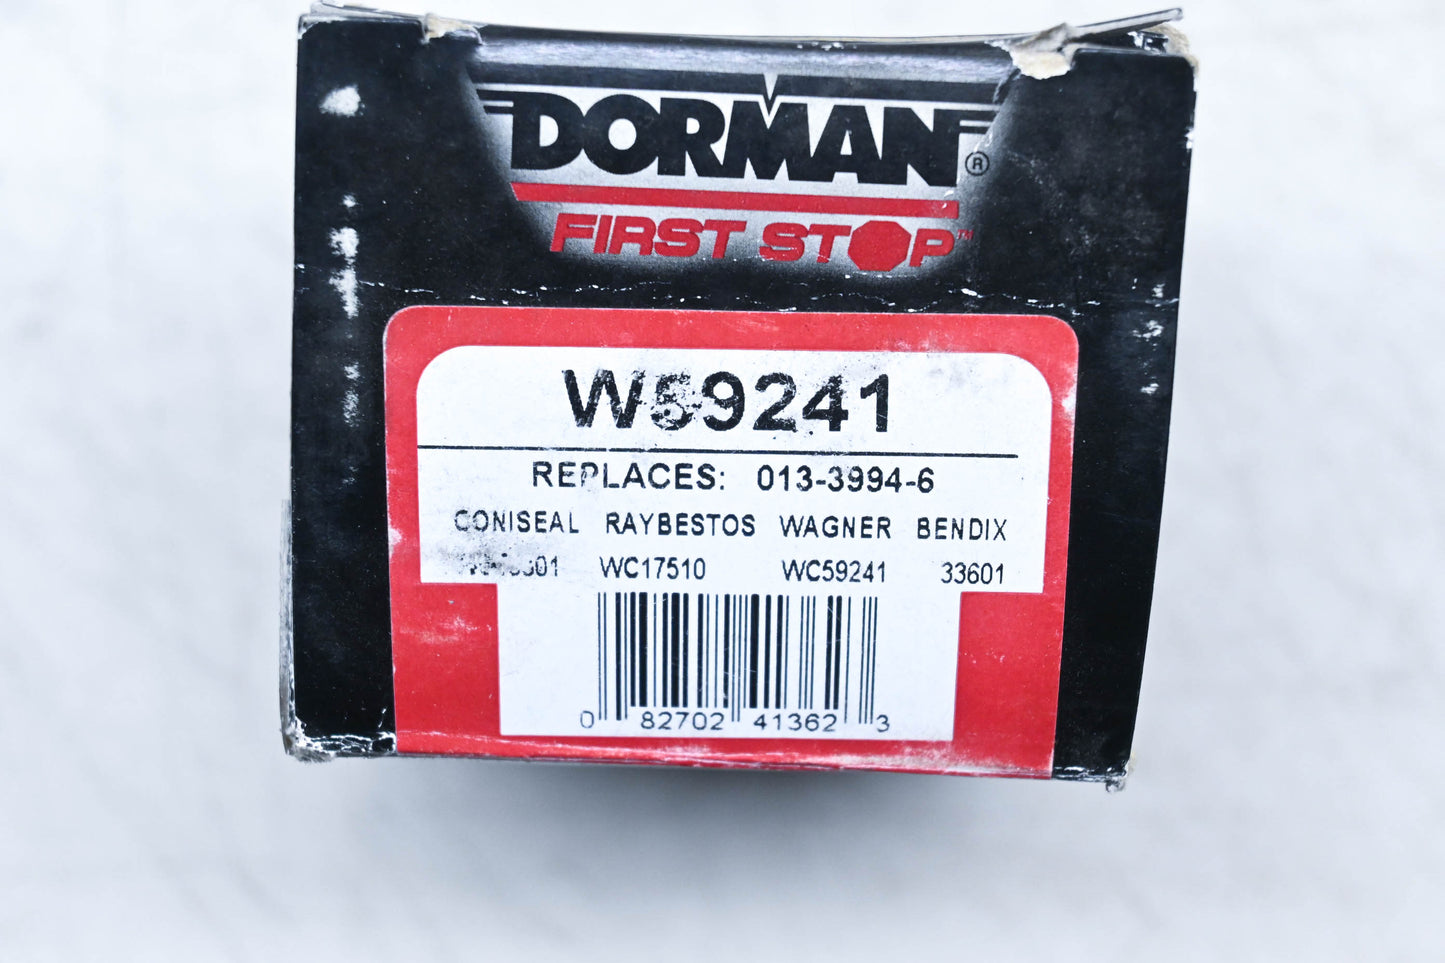 DORMAN®
FIRST STOP™
W59241
REPLACES: 013-3994-6
CONISEAL RAYBESTOS WAGNER BENDIX
WC17510 WC59241 33601
0 82702 41362 3